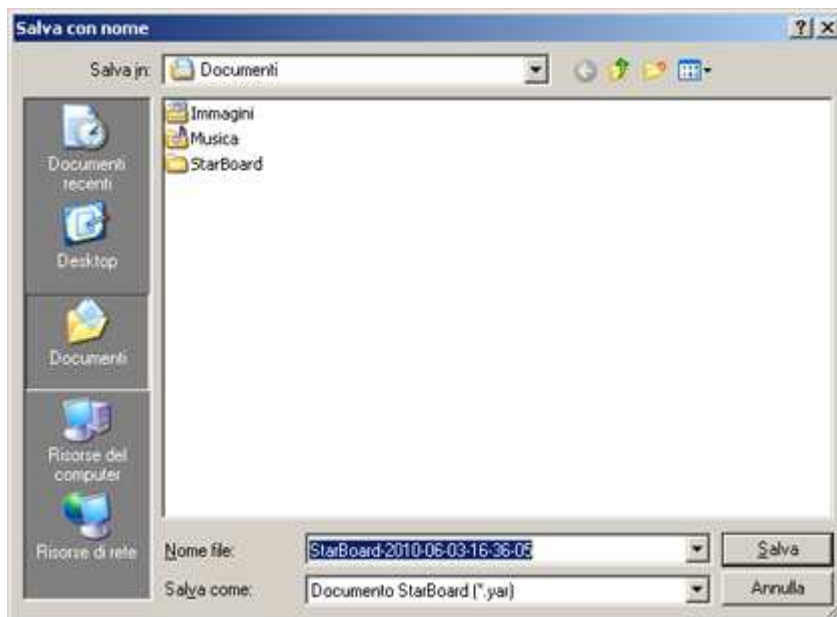 Salva con nome
Salva in: Documenti
Immagini
Musica
StarBoard
Documenti
recenti
Desktop
Documenti
Risorse del
computer
Risorse di rete
Nome file: StarBoard-2010-06-03-16-36-05 Salva
Salva come: Documento StarBoard (*.yar) Annulla